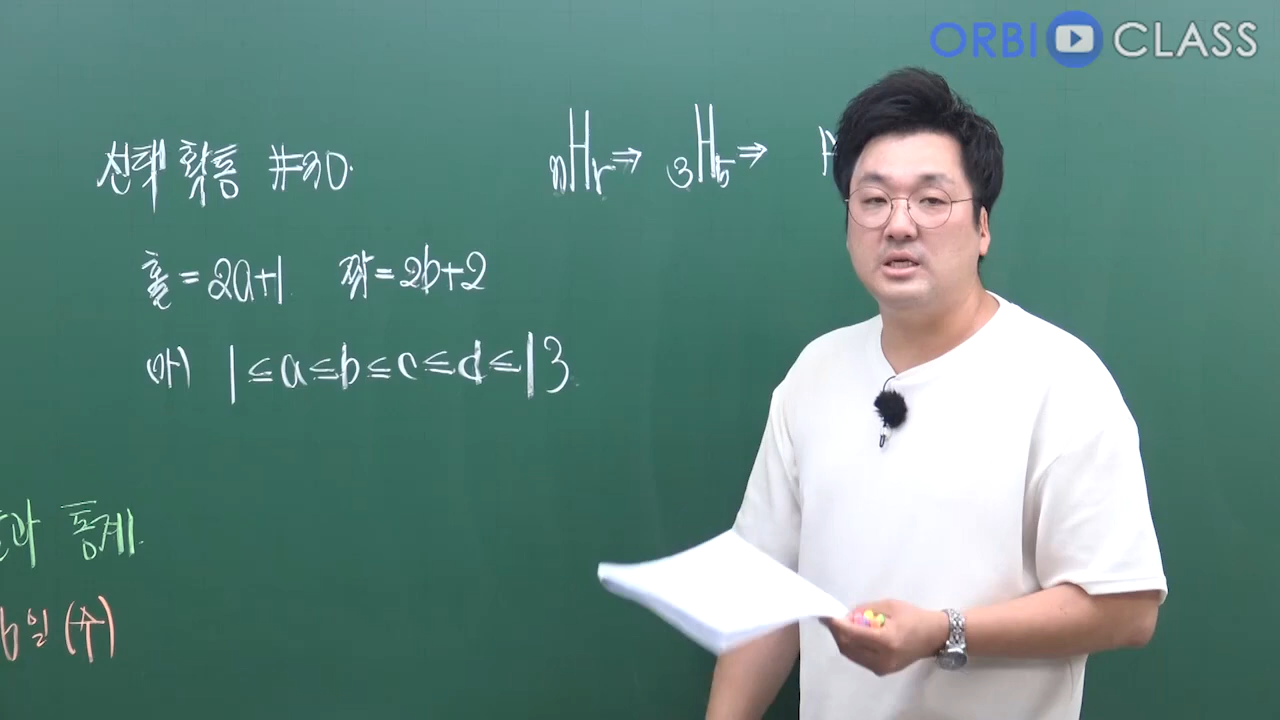 ORBI CLASS
선택 확통 #30.
nHr ⇒ 3H5 ⇒
홀 = 2a+1 짝 = 2b+2
(가) 1 ≤ a ≤ b ≤ c ≤ d ≤ 13.
통계.
6일 (수)